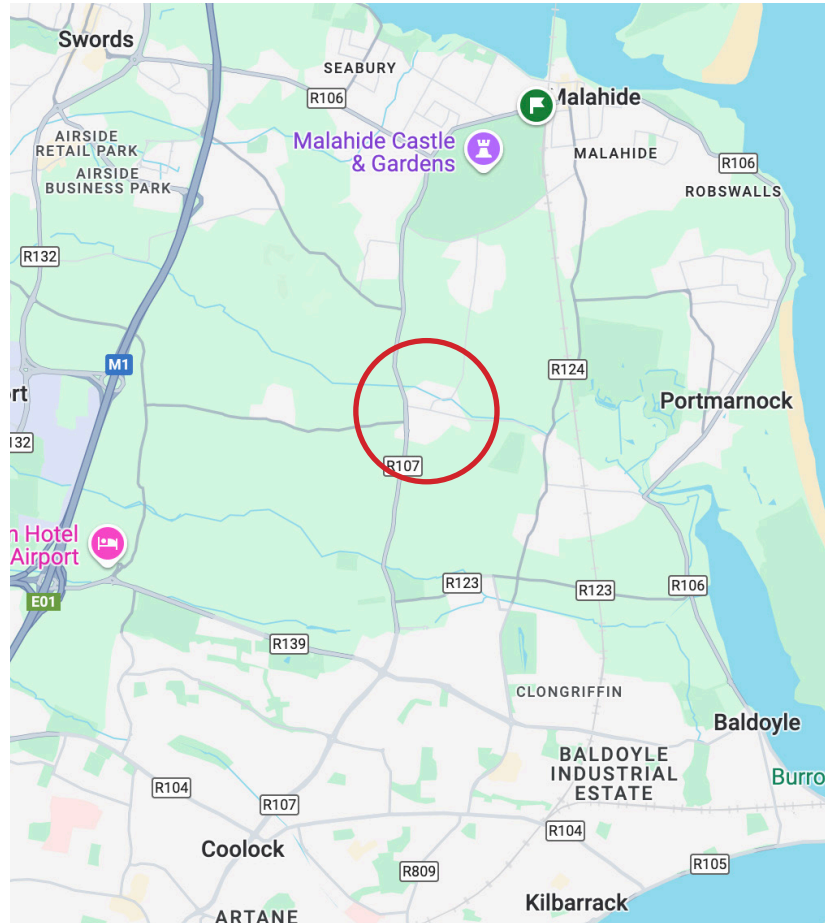 Swords
SEABURY
R106
Malahide
AIRSIDE
RETAIL PARK
Malahide Castle
& Gardens
MALAHIDE
R106
AIRSIDE
BUSINESS PARK
ROBSWALLS
R132
M1
R124
rt
Portmarnock
132
R107
n Hotel
Airport
R123
R123
R106
E01
R139
CLONGRIFFIN
Baldoyle
BALDOYLE
INDUSTRIAL
ESTATE
Burro
R104
R107
R104
Coolock
R809
R105
Kilbarrack
ARTANE